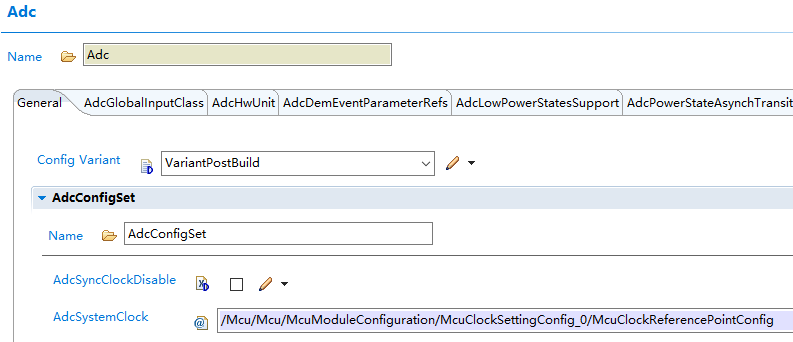 Adc
Name Adc
General AdcGlobalInputClass AdcHwUnit AdcDemEventParameterRefs AdcLowPowerStatesSupport AdcPowerStateAsynchTransit
Config Variant VariantPostBuild
AdcConfigSet
Name AdcConfigSet
AdcSyncClockDisable
AdcSystemClock /Mcu/Mcu/McuModuleConfiguration/McuClockSettingConfig_0/McuClockReferencePointConfig